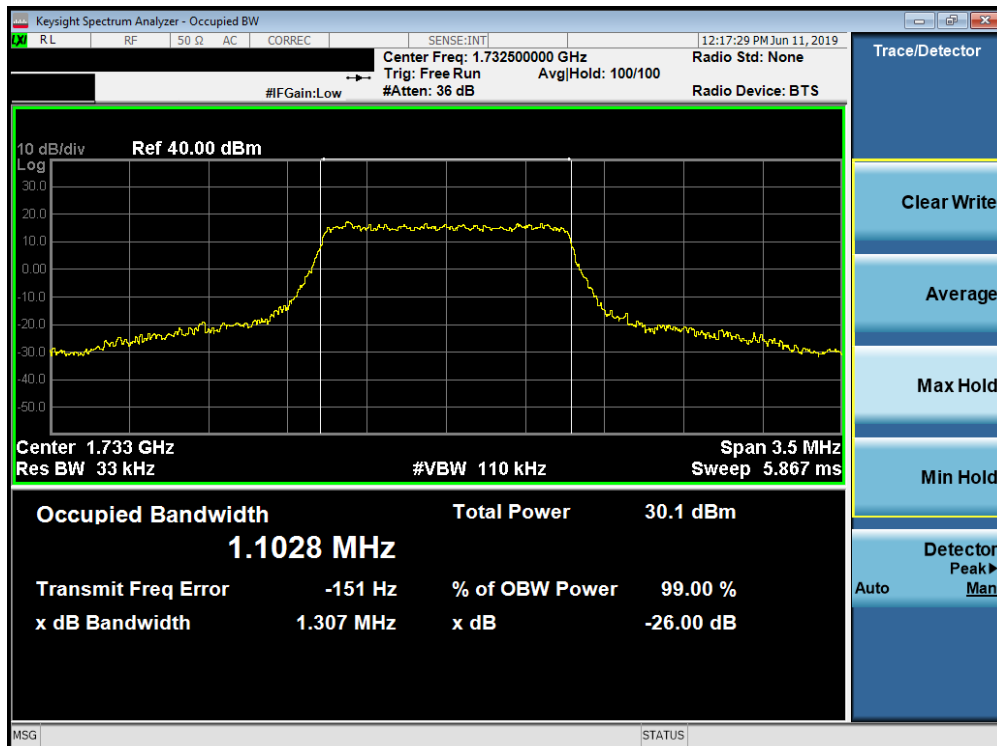 Keysight Spectrum Analyzer - Occupied BW
LXI RL RF 50 Ω AC CORREC SENSE:INT 12:17:29 PM Jun 11, 2019
Center Freq: 1.732500000 GHz Radio Std: None
Trig: Free Run Avg|Hold: 100/100
#IFGain:Low #Atten: 36 dB Radio Device: BTS
10 dB/div Ref 40.00 dBm
Log
30.0
20.0
10.0
0.00
-10.0
-20.0
-30.0
-40.0
-50.0
Center 1.733 GHz Span 3.5 MHz
Res BW 33 kHz #VBW 110 kHz Sweep 5.867 ms
Occupied Bandwidth Total Power 30.1 dBm
1.1028 MHz
Transmit Freq Error -151 Hz % of OBW Power 99.00 %
x dB Bandwidth 1.307 MHz x dB -26.00 dB
Trace/Detector
Clear Write
Average
Max Hold
Min Hold
Detector
Peak▶
Auto Man
MSG STATUS